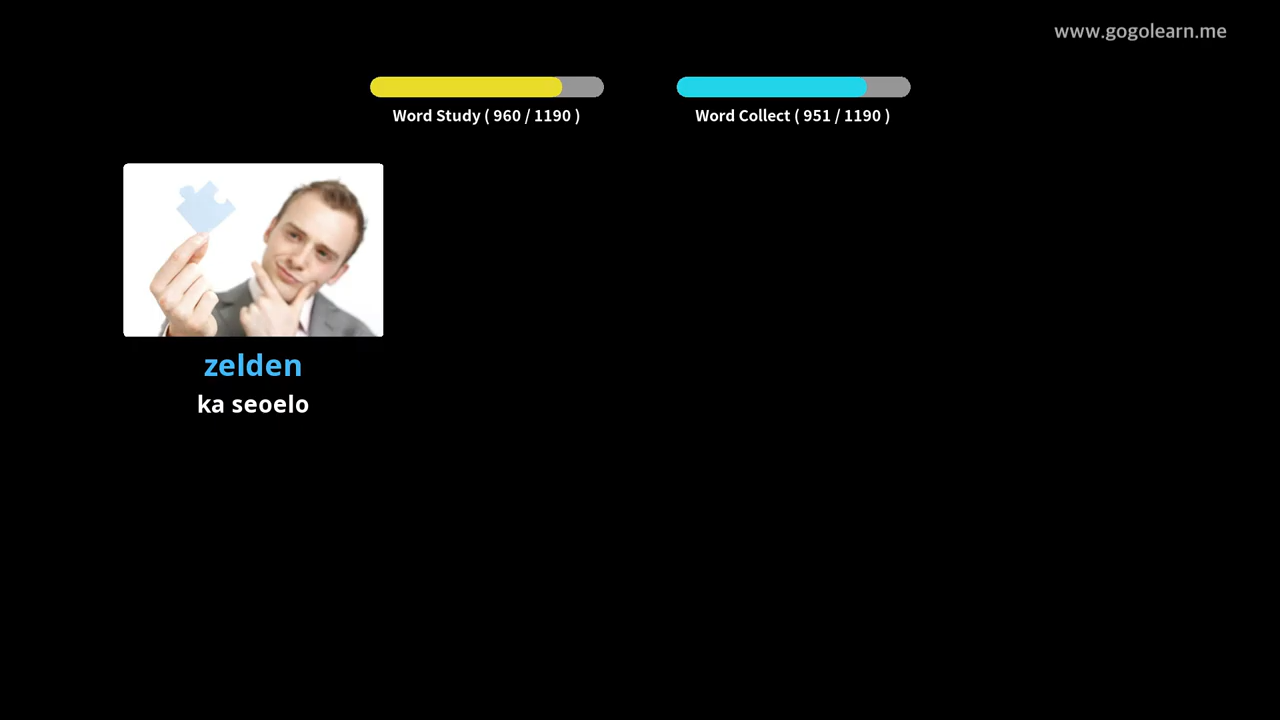 www.gogolearn.me
Word Study ( 960 / 1190 )
Word Collect ( 951 / 1190 )
zelden
ka seoelo